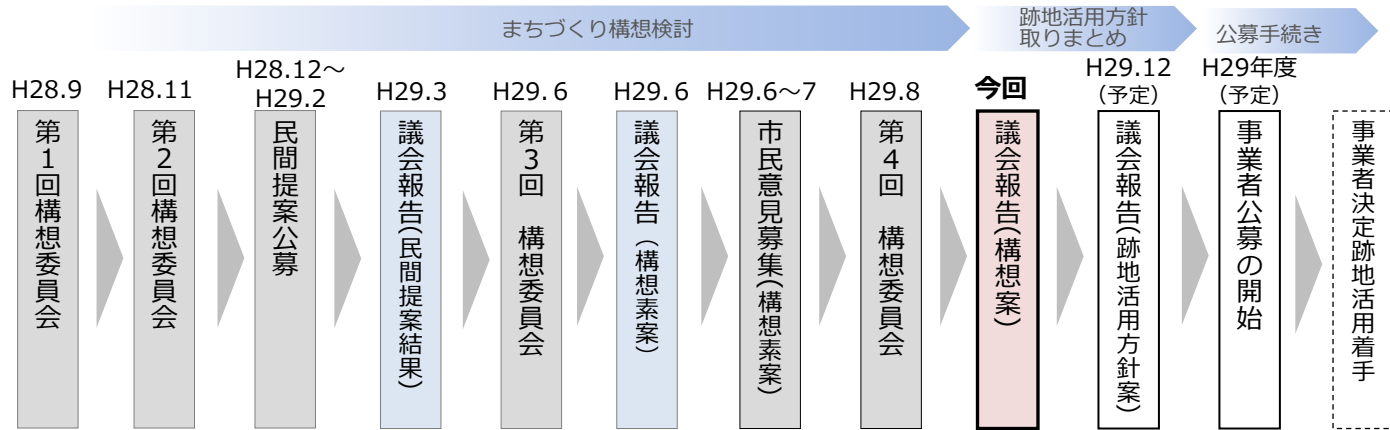 まちづくり構想検討
跡地活用方針
取りまとめ
公募手続き
H28.9
H28.11
H28.12～
H29.2
H29.3
H29.6
H29.6
H29.6～7
H29.8
今回
H29.12
(予定)
H29年度
(予定)
第1回構想委員会
第2回構想委員会
民間提案公募
議会報告(民間提案結果)
第3回　構想委員会
議会報告（構想素案）
市民意見募集(構想素案)
第4回　構想委員会
議会報告(構想案)
議会報告(跡地活用方針案)
事業者公募の開始
事業者決定跡地活用着手